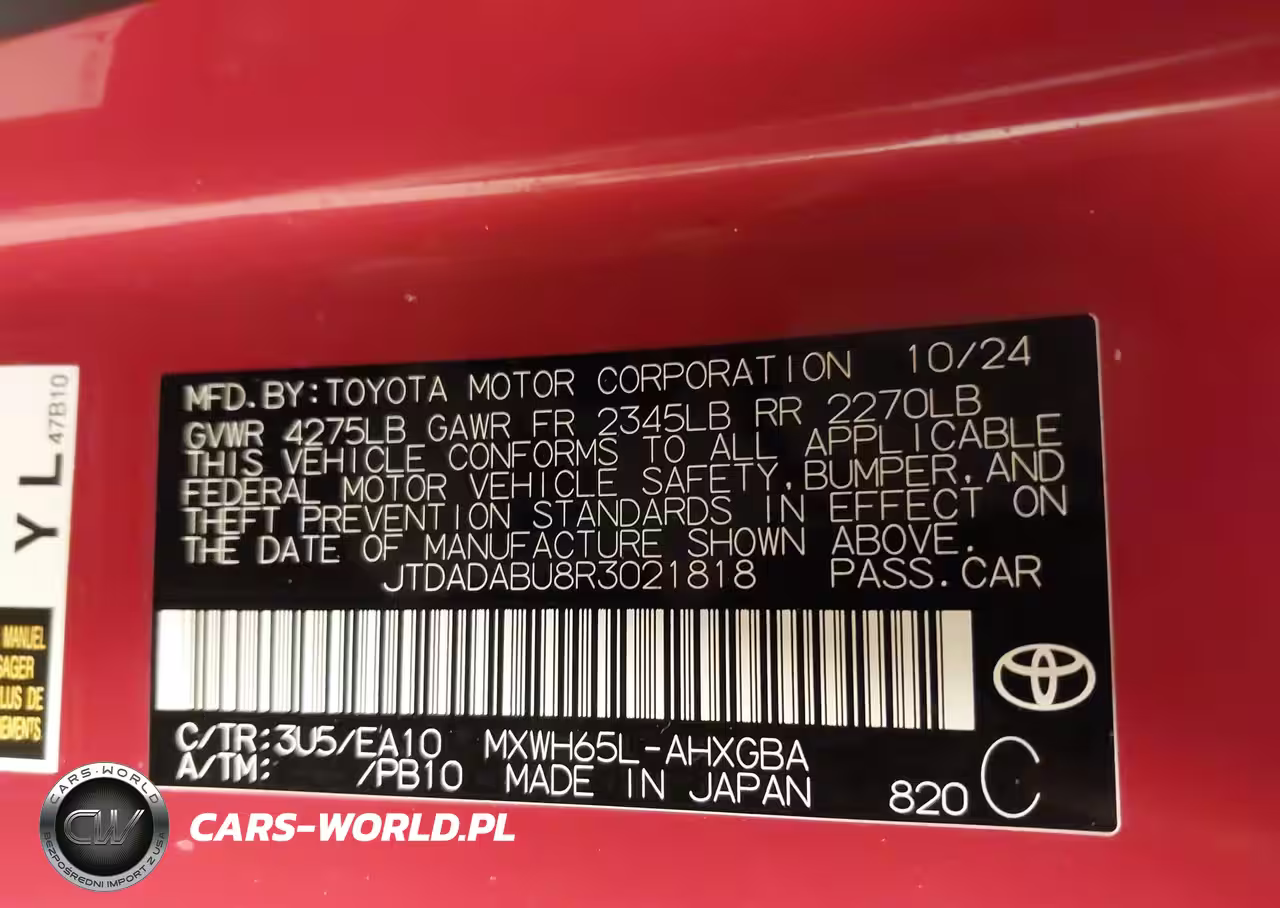 MFD. BY: TOYOTA MOTOR CORPORATION 10/24
GVWR 4275LB GAWR FR 2345LB RR 2270LB
THIS VEHICLE CONFORMS TO ALL APPLICABLE
FEDERAL MOTOR VEHICLE SAFETY, BUMPER, AND
THEFT PREVENTION STANDARDS IN EFFECT ON
THE DATE OF MANUFACTURE SHOWN ABOVE.
JTDADABU8R3021818 PASS. CAR
C/TR: 3U5/EA10 MXWH65L-AHXGBA
A/TM: /PB10 MADE IN JAPAN 820 C
YL 47B10
MANUEL
SAGER
LUS DE
EMENTS
CARS-WORLD
CW
BEZPOŚREDNI IMPORT Z USA
CARS-WORLD.PL